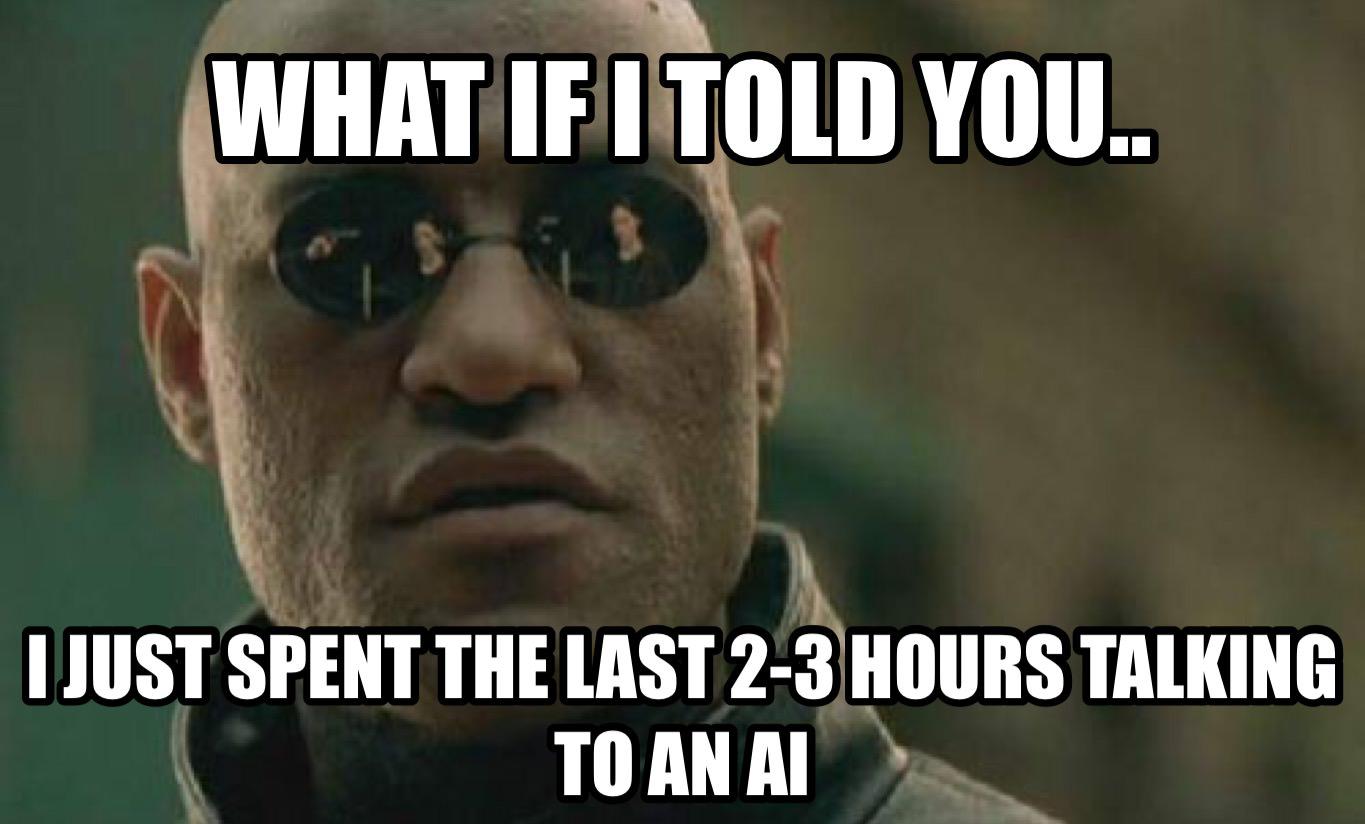 WHAT IF I TOLD YOU..
I JUST SPENT THE LAST 2-3 HOURS TALKING
TO AN AI